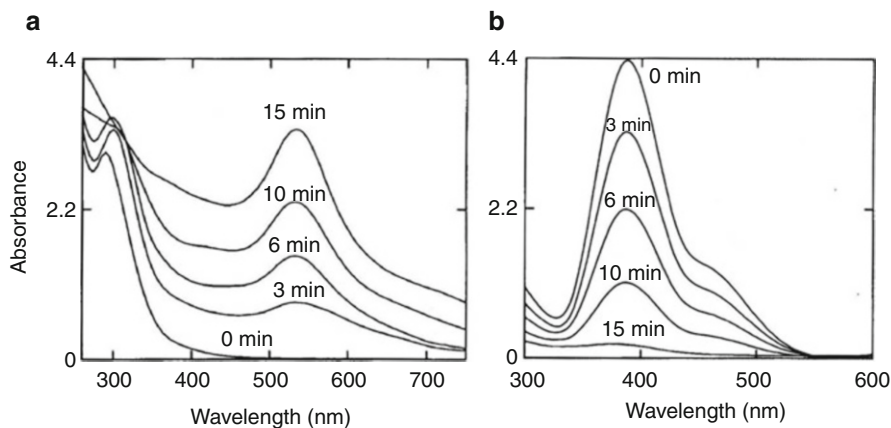 a
4.4
2.2
0
Absorbance
15 min
10 min
6 min
3 min
0 min
300 400 500 600 700
Wavelength (nm)
b
4.4
2.2
0
0 min
3 min
6 min
10 min
15 min
300 400 500 600
Wavelength (nm)